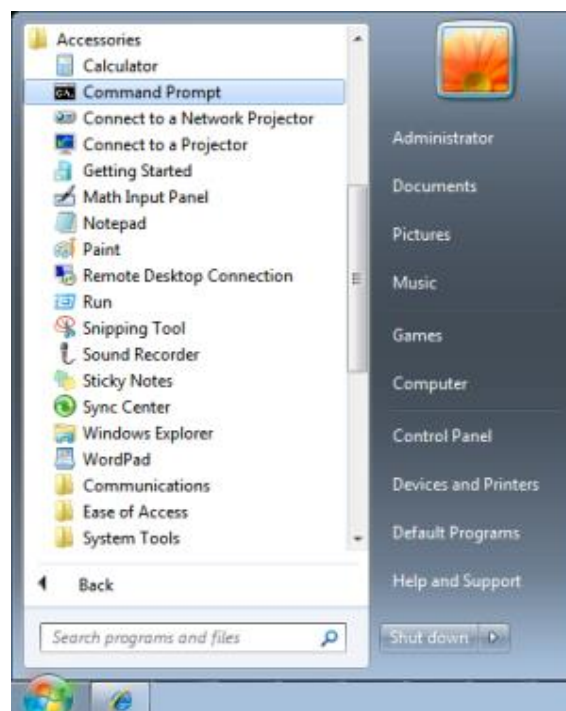 Accessories
Calculator
Command Prompt
Connect to a Network Projector
Connect to a Projector
Getting Started
Math Input Panel
Notepad
Paint
Remote Desktop Connection
Run
Snipping Tool
Sound Recorder
Sticky Notes
Sync Center
Windows Explorer
WordPad
Communications
Ease of Access
System Tools
Back
Search programs and files
Administrator
Documents
Pictures
Music
Games
Computer
Control Panel
Devices and Printers
Default Programs
Help and Support
Shut down